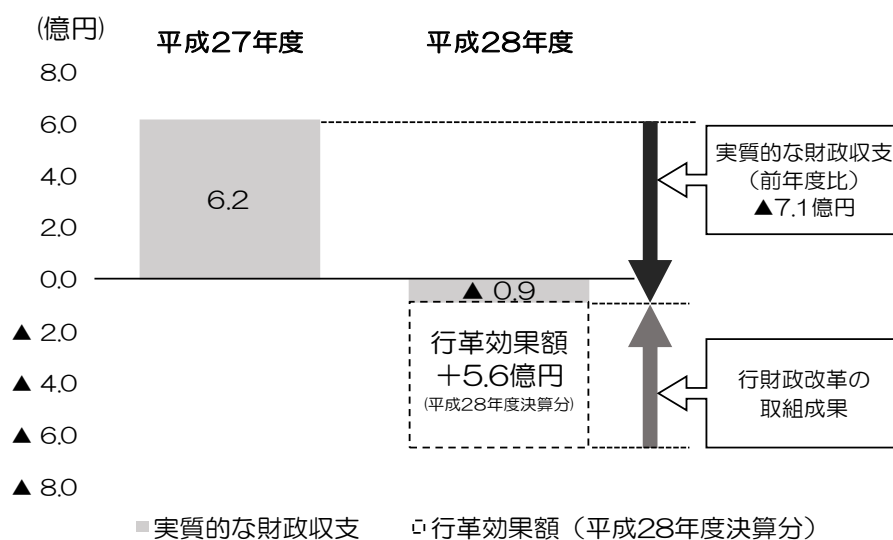 (億円)
平成27年度
平成28年度
8.0
6.0
4.0
2.0
0.0
▲ 2.0
▲ 4.0
▲ 6.0
▲ 8.0
6.2
▲ 0.9
行革効果額
＋5.6億円
(平成28年度決算分)
実質的な財政収支
（前年度比）
▲7.1億円
行財政改革の
取組成果
実質的な財政収支
行革効果額（平成28年度決算分）